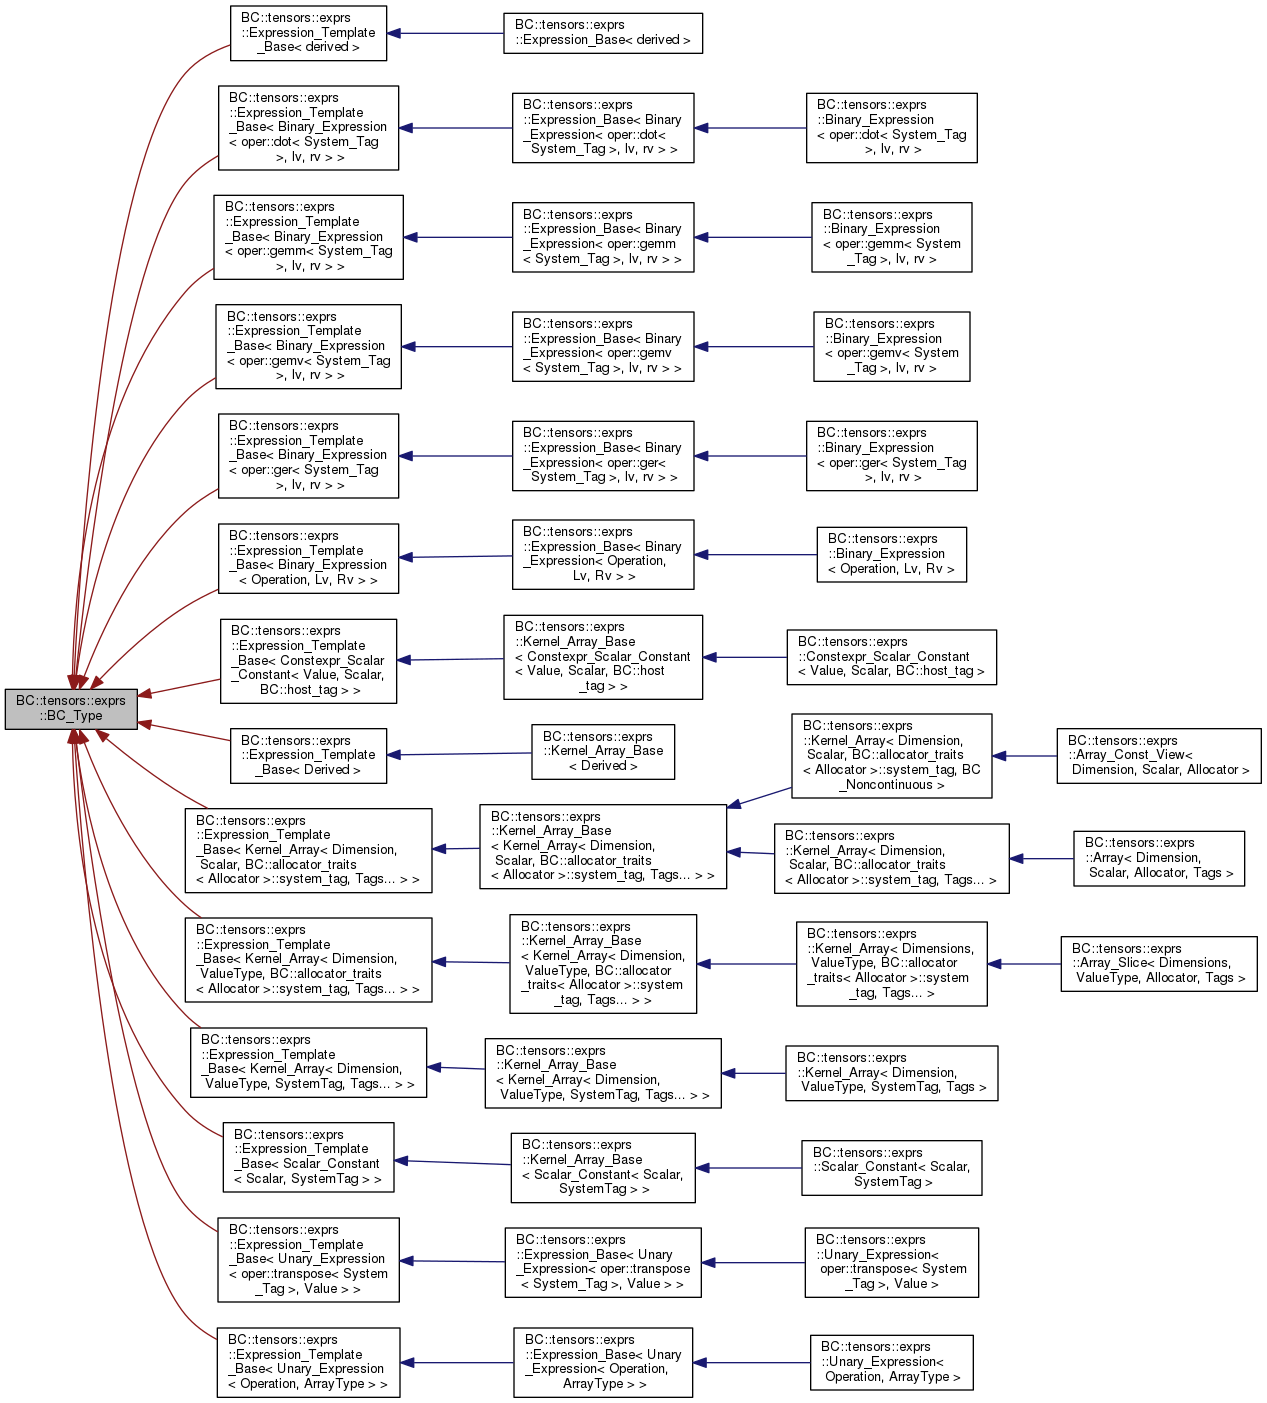 BC::tensors::exprs
::BC_Type
BC::tensors::exprs
::Expression_Template
_Base< derived >
BC::tensors::exprs
::Expression_Base< derived >
BC::tensors::exprs
::Expression_Template
_Base< Binary_Expression
< oper::dot< System_Tag
>, lv, rv > >
BC::tensors::exprs
::Expression_Base< Binary
_Expression< oper::dot<
System_Tag >, lv, rv > >
BC::tensors::exprs
::Binary_Expression
< oper::dot< System_Tag
>, lv, rv >
BC::tensors::exprs
::Expression_Template
_Base< Binary_Expression
< oper::gemm< System_Tag
>, lv, rv > >
BC::tensors::exprs
::Expression_Base< Binary
_Expression< oper::gemm
< System_Tag >, lv, rv > >
BC::tensors::exprs
::Binary_Expression
< oper::gemm< System
_Tag >, lv, rv >
BC::tensors::exprs
::Expression_Template
_Base< Binary_Expression
< oper::gemv< System_Tag
>, lv, rv > >
BC::tensors::exprs
::Expression_Base< Binary
_Expression< oper::gemv
< System_Tag >, lv, rv > >
BC::tensors::exprs
::Binary_Expression
< oper::gemv< System
_Tag >, lv, rv >
BC::tensors::exprs
::Expression_Template
_Base< Binary_Expression
< oper::ger< System_Tag
>, lv, rv > >
BC::tensors::exprs
::Expression_Base< Binary
_Expression< oper::ger<
System_Tag >, lv, rv > >
BC::tensors::exprs
::Binary_Expression
< oper::ger< System_Tag
>, lv, rv >
BC::tensors::exprs
::Expression_Template
_Base< Binary_Expression
< Operation, Lv, Rv > >
BC::tensors::exprs
::Expression_Base< Binary
_Expression< Operation,
Lv, Rv > >
BC::tensors::exprs
::Binary_Expression
< Operation, Lv, Rv >
BC::tensors::exprs
::Expression_Template
_Base< Constexpr_Scalar
_Constant< Value, Scalar,
BC::host_tag > >
BC::tensors::exprs
::Kernel_Array_Base
< Constexpr_Scalar_Constant
< Value, Scalar, BC::host
_tag > >
BC::tensors::exprs
::Constexpr_Scalar_Constant
< Value, Scalar, BC::host_tag >
BC::tensors::exprs
::Expression_Template
_Base< Derived >
BC::tensors::exprs
::Kernel_Array_Base
< Derived >
BC::tensors::exprs
::Expression_Template
_Base< Kernel_Array< Dimension,
Scalar, BC::allocator_traits
< Allocator >::system_tag, Tags... > >
BC::tensors::exprs
::Kernel_Array_Base
< Kernel_Array< Dimension,
Scalar, BC::allocator_traits
< Allocator >::system_tag, Tags... > >
BC::tensors::exprs
::Kernel_Array< Dimension,
Scalar, BC::allocator_traits
< Allocator >::system_tag, BC
_Noncontinuous >
BC::tensors::exprs
::Array_Const_View<
Dimension, Scalar, Allocator >
BC::tensors::exprs
::Kernel_Array< Dimension,
Scalar, BC::allocator_traits
< Allocator >::system_tag, Tags... >
BC::tensors::exprs
::Array< Dimension,
Scalar, Allocator, Tags >
BC::tensors::exprs
::Expression_Template
_Base< Kernel_Array< Dimension,
ValueType, BC::allocator_traits
< Allocator >::system_tag, Tags... > >
BC::tensors::exprs
::Kernel_Array_Base
< Kernel_Array< Dimension,
ValueType, BC::allocator
_traits< Allocator >::system
_tag, Tags... > >
BC::tensors::exprs
::Kernel_Array< Dimensions,
ValueType, BC::allocator
_traits< Allocator >::system
_tag, Tags... >
BC::tensors::exprs
::Array_Slice< Dimensions,
ValueType, Allocator, Tags >
BC::tensors::exprs
::Expression_Template
_Base< Kernel_Array< Dimension,
ValueType, SystemTag, Tags... > >
BC::tensors::exprs
::Kernel_Array_Base
< Kernel_Array< Dimension,
ValueType, SystemTag, Tags... > >
BC::tensors::exprs
::Kernel_Array< Dimension,
ValueType, SystemTag, Tags >
BC::tensors::exprs
::Expression_Template
_Base< Scalar_Constant
< Scalar, SystemTag > >
BC::tensors::exprs
::Kernel_Array_Base
< Scalar_Constant< Scalar,
SystemTag > >
BC::tensors::exprs
::Scalar_Constant< Scalar,
SystemTag >
BC::tensors::exprs
::Expression_Template
_Base< Unary_Expression
< oper::transpose< System
_Tag >, Value > >
BC::tensors::exprs
::Expression_Base< Unary
_Expression< oper::transpose
< System_Tag >, Value > >
BC::tensors::exprs
::Unary_Expression<
oper::transpose< System
_Tag >, Value >
BC::tensors::exprs
::Expression_Template
_Base< Unary_Expression
< Operation, ArrayType > >
BC::tensors::exprs
::Expression_Base< Unary
_Expression< Operation,
ArrayType > >
BC::tensors::exprs
::Unary_Expression<
Operation, ArrayType >